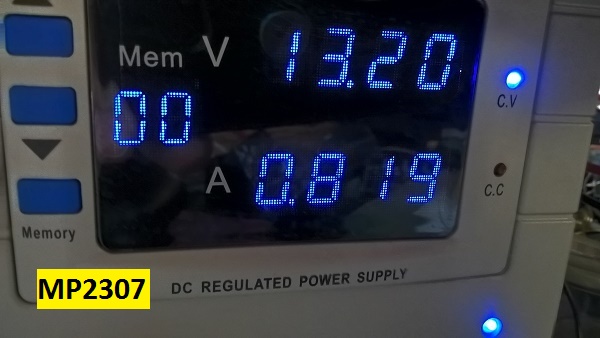 Mem V 13.20
00
C.V
A 0.819
C.C
Memory
MP2307
DC REGULATED POWER SUPPLY